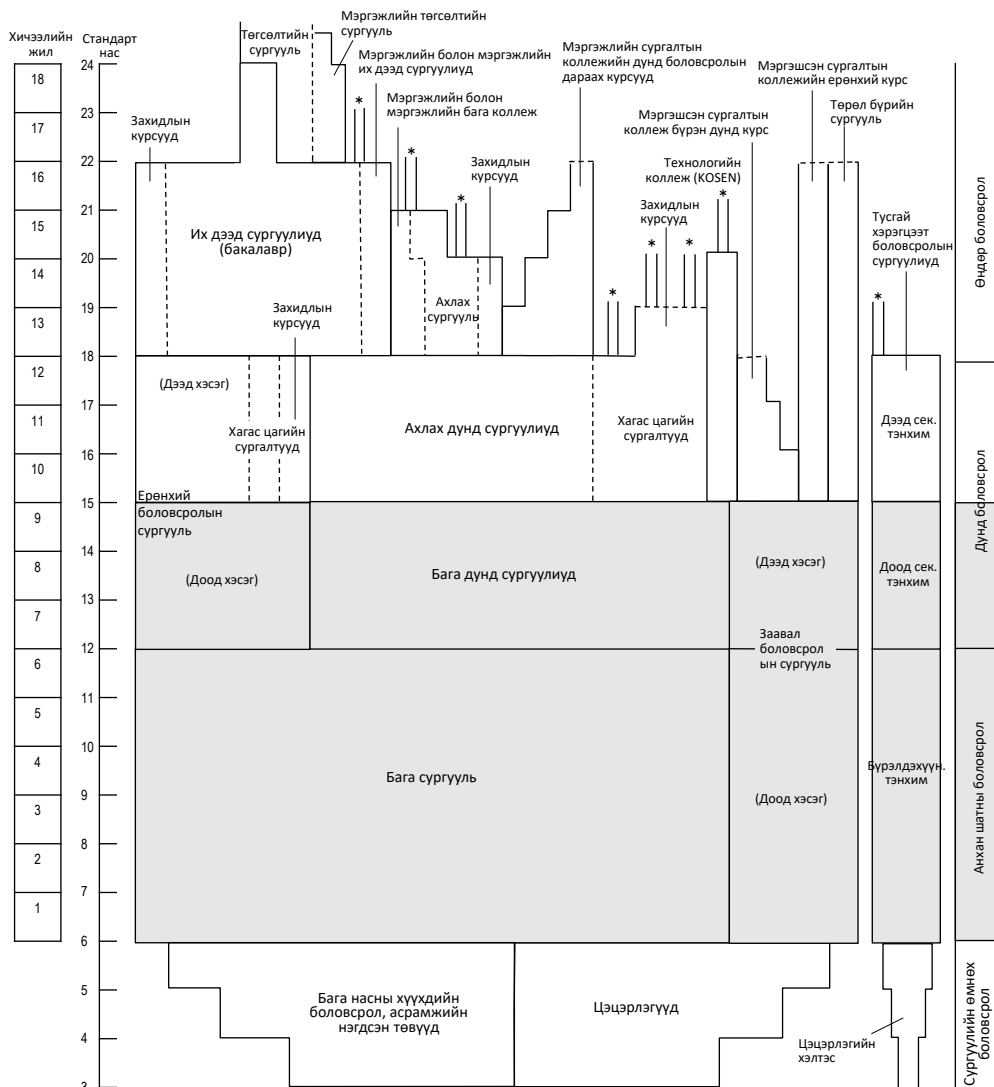 Хичээлийн
жил
Стандарт
нас
Төгсөлтийн
сургууль
Мэргэжлийн төгсөлтийн
сургууль
Мэргэжлийн болон мэргэжлийн
их дээд сургуулиуд
Мэргэжлийн болон
мэргэжлийн бага коллеж
Мэргэжлийн сургалтын
коллежийн дунд боловсролын
дараах курсууд
Мэргэшсэн сургалтын
коллежийн ерөнхий курс
Төрөл бүрийн
сургууль
Мэргэшсэн сургалтын
коллеж бүрэн дунд курс
Технологийн
коллеж (KOSEN)
Захидлын
курсууд
Захидлын
курсууд
Захидлын
курсууд
Тусгай
хэрэгцээт
боловсролын
сургуулиуд
Их дээд сургуулиуд
(бакалавр)
Захидлын
курсууд
Ахлах
сургууль
*
*
*
*
*
*
*
*
(Дээд хэсэг)
Хагас цагийн
сургалтууд
Ахлах дунд сургуулиуд
Хагас цагийн
сургалтууд
Дээд сек.
тэнхим
Ерөнхий
боловсролын
сургууль
(Доод хэсэг)
Бага дунд сургуулиуд
(Дээд хэсэг)
Доод сек.
тэнхим
Заавал
боловсрол
ын сургууль
Бага сургууль
(Доод хэсэг)
Бүрэлдэхүүн.
тэнхим
Бага насны хүүхдийн
боловсрол, асрамжийн
нэгдсэн төвүүд
Цэцэрлэгүүд
Цэцэрлэгийн
хэлтэс
Өндөр боловсрол
Дунд боловсрол
Анхан шатны боловсрол
Сургуулийн өмнөх
боловсрол
18
17
16
15
14
13
12
11
10
9
8
7
6
5
4
3
2
1
24
23
22
21
20
19
18
17
16
15
14
13
12
11
10
9
8
7
6
5
4
3